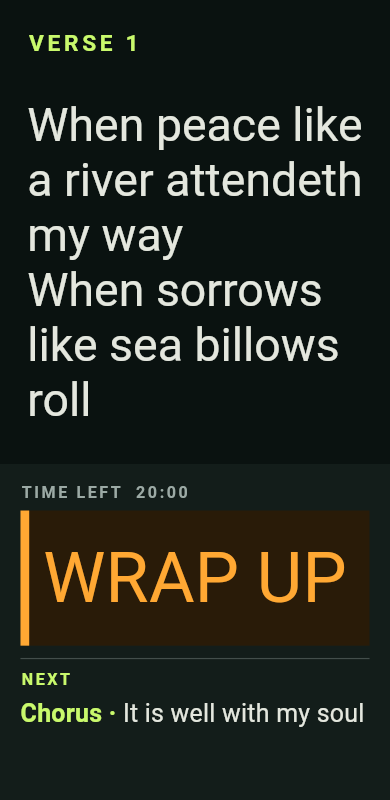 VERSE 1
When peace like
a river attendeth
my way
When sorrows
like sea billows
roll
TIME LEFT 20:00
WRAP UP
NEXT
Chorus · It is well with my soul